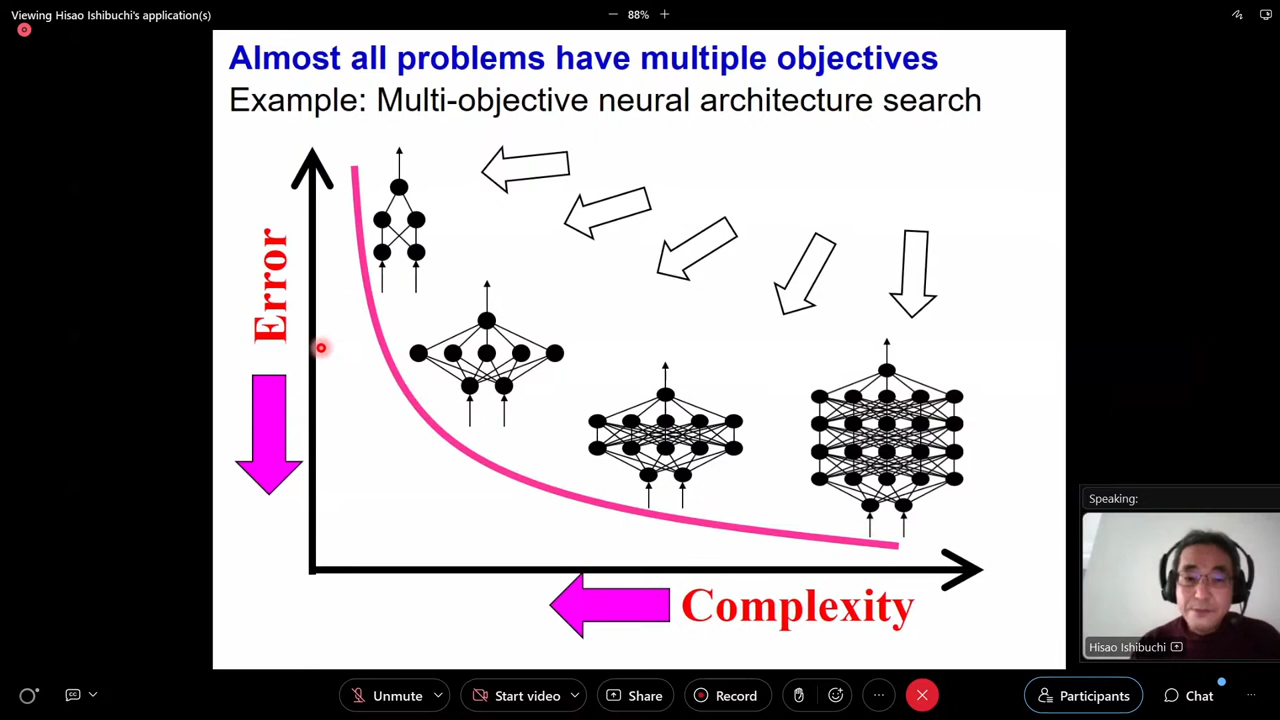 Viewing Hisao Ishibuchi's application(s)
88%
Almost all problems have multiple objectives
Example: Multi-objective neural architecture search
Error
Complexity
Speaking:
Hisao Ishibuchi
CC
Unmute
Start video
Share
Record
Participants
Chat